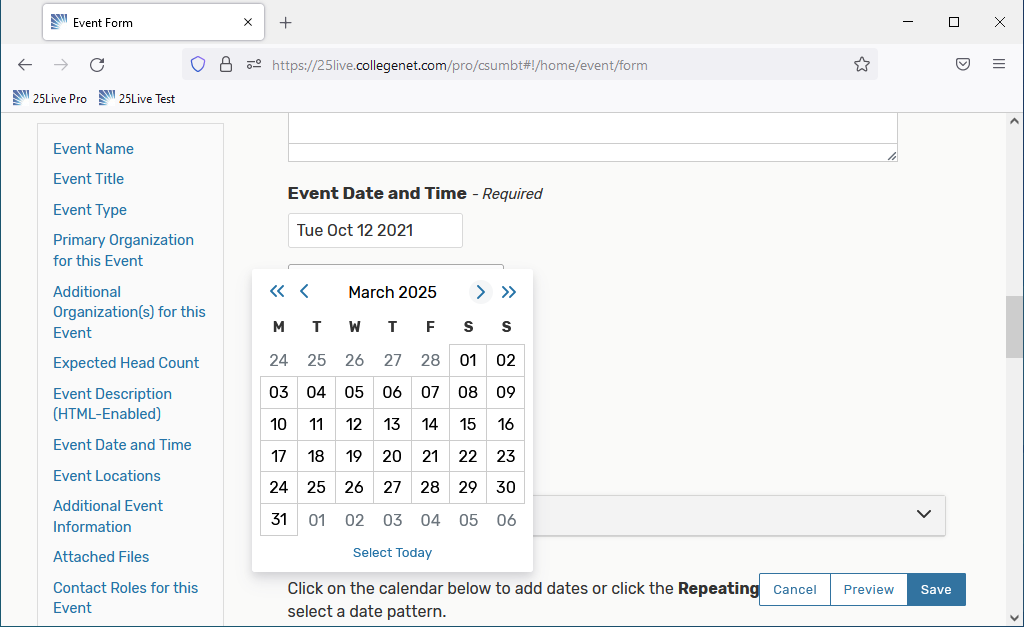 Event Form
https://25live.collegenet.com/pro/csumbt#!/home/event/form
25Live Pro 25Live Test
Event Name
Event Title
Event Type
Primary Organization
for this Event
Additional
Organization(s) for this
Event
Expected Head Count
Event Description
(HTML-Enabled)
Event Date and Time
Event Locations
Additional Event
Information
Attached Files
Contact Roles for this
Event
Event Date and Time - Required
Tue Oct 12 2021
March 2025
M T W T F S S
24 25 26 27 28 01 02
03 04 05 06 07 08 09
10 11 12 13 14 15 16
17 18 19 20 21 22 23
24 25 26 27 28 29 30
31 01 02 03 04 05 06
Select Today
Click on the calendar below to add dates or click the Repeating
select a date pattern.
Cancel Preview Save